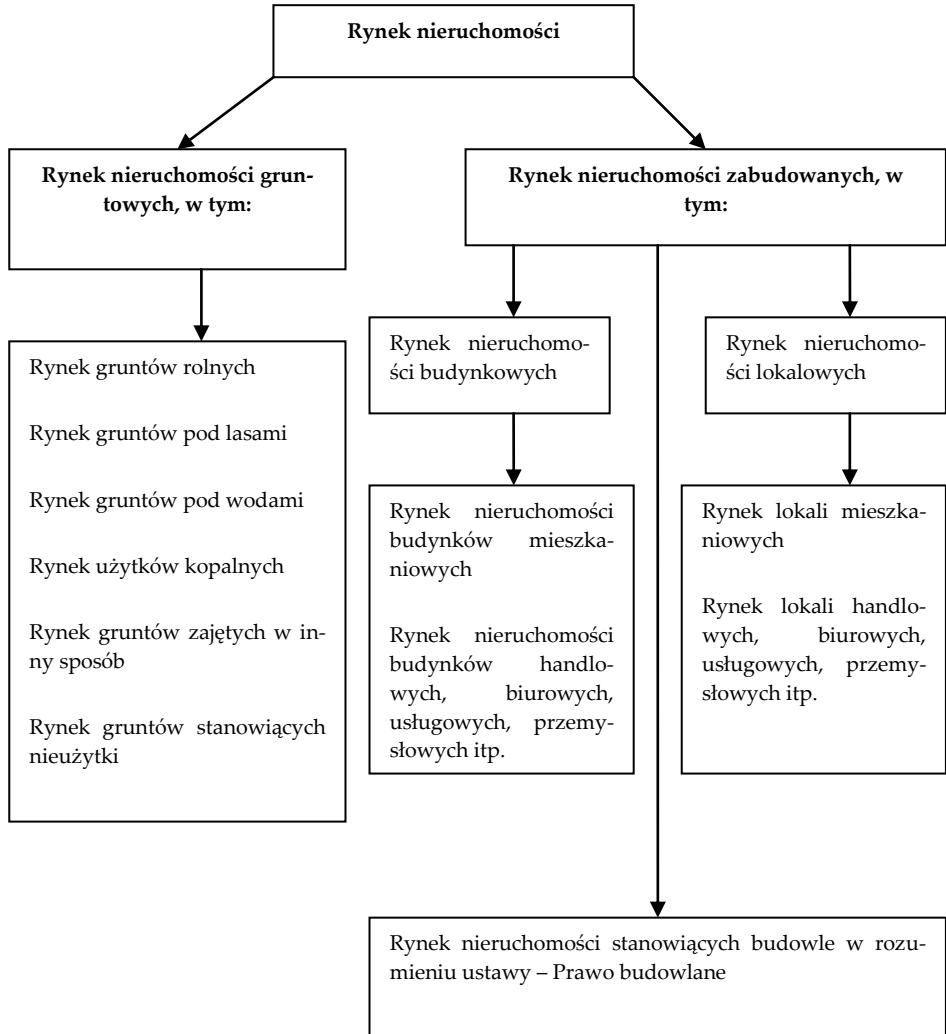 Rynek nieruchomości
Rynek nieruchomości grun-
towych, w tym:
Rynek nieruchomości zabudowanych, w
tym:
Rynek gruntów rolnych
Rynek gruntów pod lasami
Rynek gruntów pod wodami
Rynek użytków kopalnych
Rynek gruntów zajętych w in-
ny sposób
Rynek gruntów stanowiących
nieużytki
Rynek nieruchomo-
ści budynkowych
Rynek nieruchomości
budynków mieszka-
niowych
Rynek nieruchomości
budynków handlo-
wych, biurowych,
usługowych, przemy-
słowych itp.
Rynek nieruchomo-
ści lokalowych
Rynek lokali mieszka-
niowych
Rynek lokali handlo-
wych, biurowych,
usługowych, przemy-
słowych itp.
Rynek nieruchomości stanowiących budowle w rozu-
mieniu ustawy – Prawo budowlane